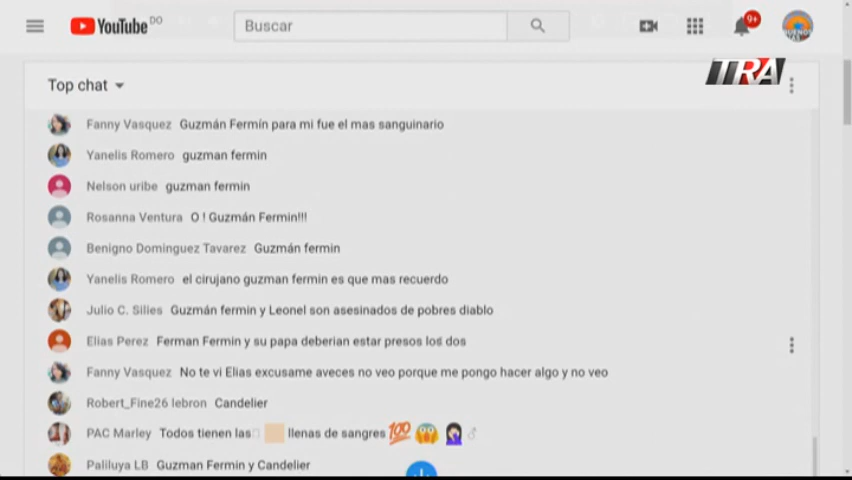 YouTube DO
Buscar
9+
TRA
Top chat
Fanny Vasquez Guzmán Fermín para mi fue el mas sanguinario
Yanelis Romero guzman fermin
Nelson uribe guzman fermin
Rosanna Ventura O ! Guzmán Fermin!!!
Benigno Dominguez Tavarez Guzmán fermin
Yanelis Romero el cirujano guzman fermin es que mas recuerdo
Julio C. Silies Guzmán fermin y Leonel son asesinados de pobres diablo
Elias Perez Ferman Fermin y su papa deberian estar presos los dos
Fanny Vasquez No te vi Elias excusame aveces no veo porque me pongo hacer algo y no veo
Robert_Fine26 lebron Candelier
PAC Marley Todos tienen las llenas de sangres 💯😱🤦🏻‍♂
Paliluya LB Guzman Fermin y Candelier